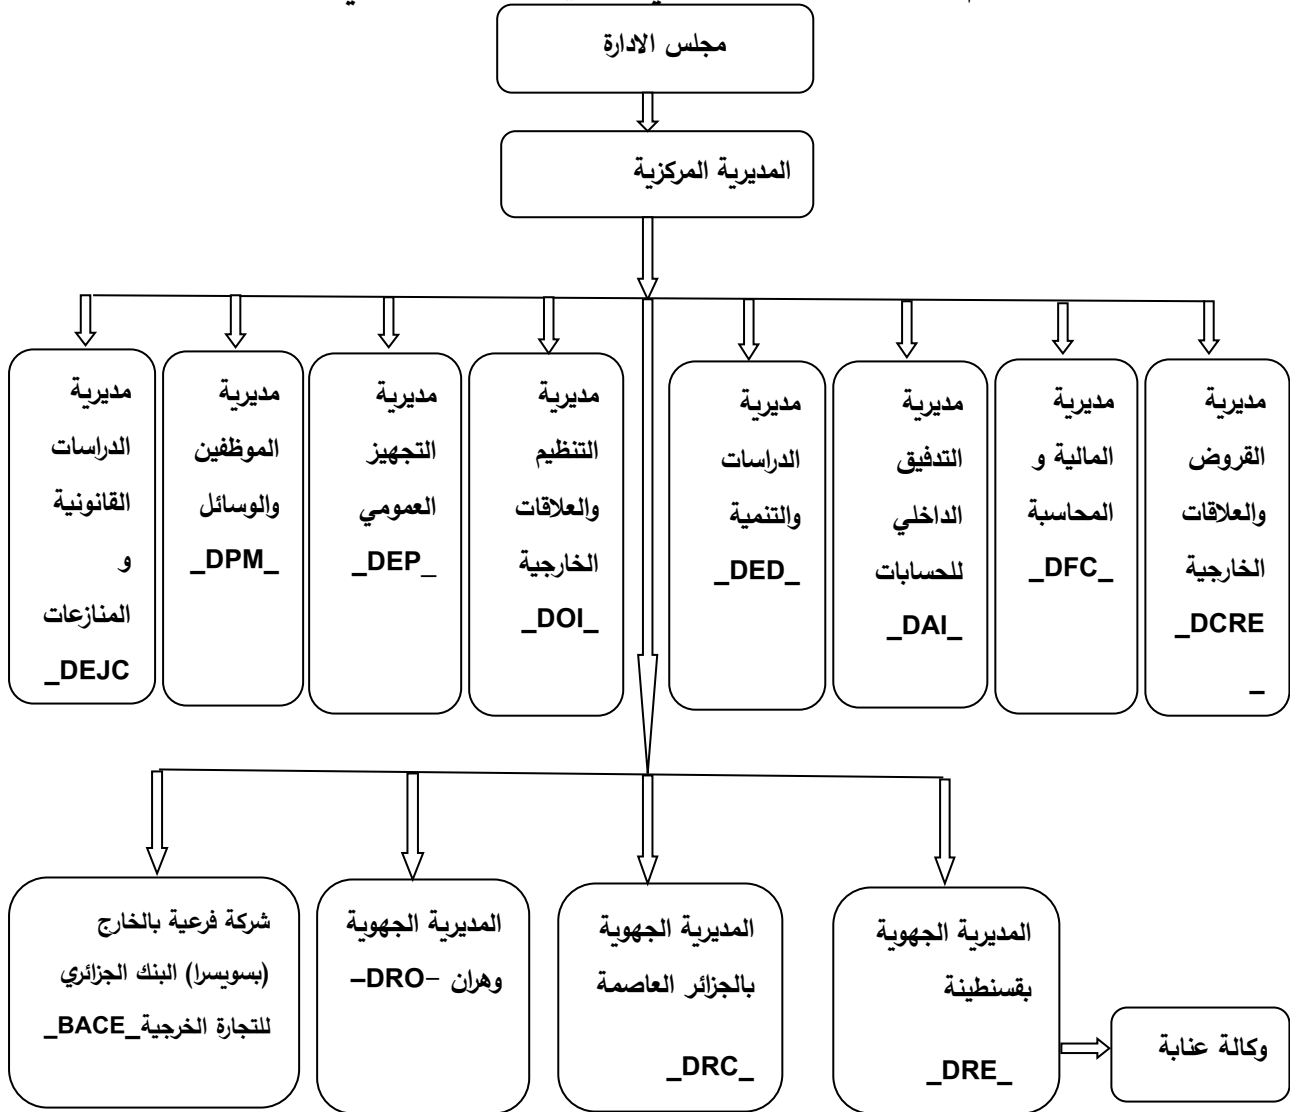 مجلس الادارة
المديرية المركزية
مديرية
القروض
والعلاقات
الخارجية
_DCRE
_
مديرية
المالية و
المحاسبة
_DFC_
مديرية
التدفيق
الداخلي
للحسابات
_DAI_
مديرية
الدراسات
والتنمية
_DED_
مديرية
التنظيم
والعلاقات
الخارجية
_DOI_
مديرية
التجهيز
العمومي
_DEP_
مديرية
الموظفين
والوسائل
_DPM_
مديرية
الدراسات
القانونية
و
المنازعات
_DEJC
المديرية الجهوية
بقسنطينة
_DRE_
وكالة عنابة
المديرية الجهوية
بالجزائر العاصمة
_DRC_
المديرية الجهوية
وهران –DRO–
شركة فرعية بالخارج
(بسويسرا) البنك الجزائري
للتجارة الخرجية_BACE_